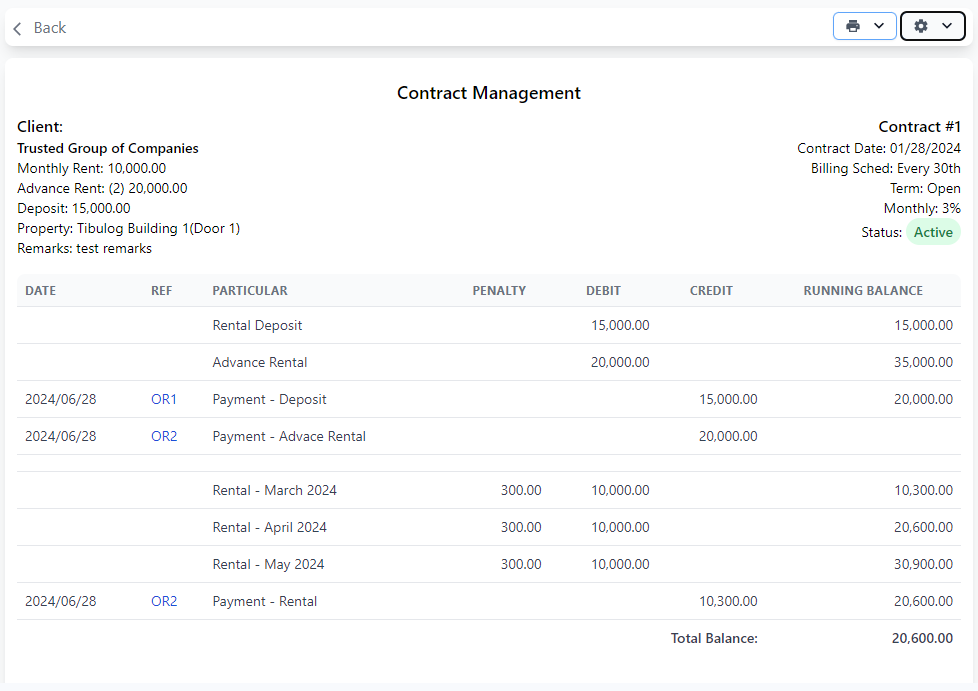 Back
Contract Management
Client:
Trusted Group of Companies
Monthly Rent: 10,000.00
Advance Rent: (2) 20,000.00
Deposit: 15,000.00
Property: Tibulog Building 1(Door 1)
Remarks: test remarks
Contract #1
Contract Date: 01/28/2024
Billing Sched: Every 30th
Term: Open
Monthly: 3%
Status: Active
DATE REF PARTICULAR PENALTY DEBIT CREDIT RUNNING BALANCE
Rental Deposit 15,000.00 15,000.00
Advance Rental 20,000.00 35,000.00
2024/06/28 OR1 Payment - Deposit 15,000.00 20,000.00
2024/06/28 OR2 Payment - Advace Rental 20,000.00
Rental - March 2024 300.00 10,000.00 10,300.00
Rental - April 2024 300.00 10,000.00 20,600.00
Rental - May 2024 300.00 10,000.00 30,900.00
2024/06/28 OR2 Payment - Rental 10,300.00 20,600.00
Total Balance: 20,600.00